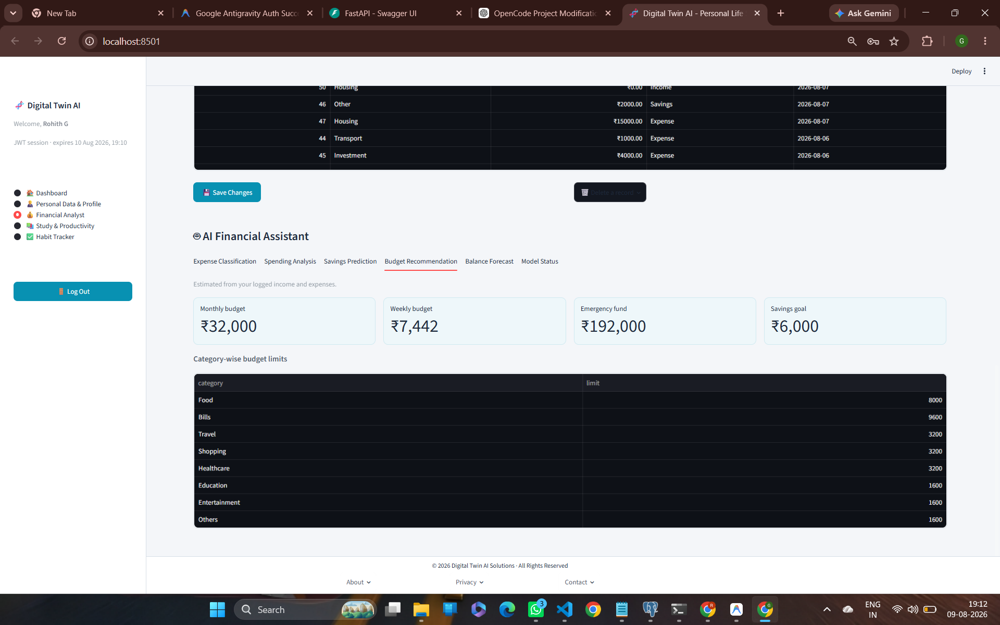 New Tab
Google Antigravity Auth Succ
FastAPI - Swagger UI
OpenCode Project Modificatio
Digital Twin AI - Personal Life
Ask Gemini
localhost:8501
G
Deploy
Digital Twin AI
Welcome, Rohith G
JWT session · expires 10 Aug 2026, 19:10
Dashboard
Personal Data & Profile
Financial Analyst
Study & Productivity
Habit Tracker
Log Out
50 Housing ₹0.00 Income 2026-08-07
46 Other ₹2000.00 Savings 2026-08-07
47 Housing ₹15000.00 Expense 2026-08-07
44 Transport ₹1000.00 Expense 2026-08-06
45 Investment ₹4000.00 Expense 2026-08-06
Save Changes
Delete a record
AI Financial Assistant
Expense Classification Spending Analysis Savings Prediction Budget Recommendation Balance Forecast Model Status
Estimated from your logged income and expenses.
Monthly budget
₹32,000
Weekly budget
₹7,442
Emergency fund
₹192,000
Savings goal
₹6,000
Category-wise budget limits
category limit
Food 8000
Bills 9600
Travel 3200
Shopping 3200
Healthcare 3200
Education 1600
Entertainment 1600
Others 1600
© 2026 Digital Twin AI Solutions · All Rights Reserved
About Privacy Contact
Search
3
R
G
ENG
IN
19:12
09-08-2026